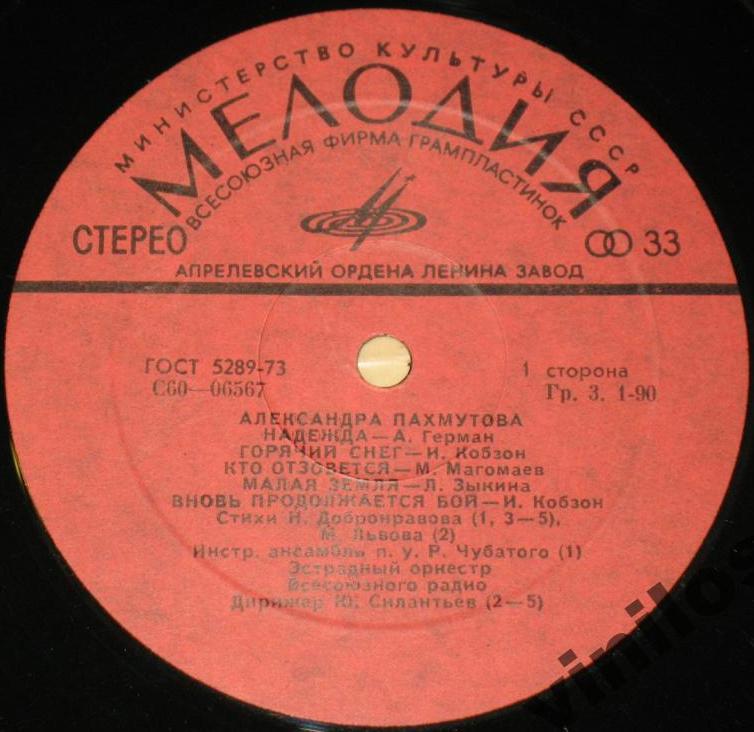 МИНИСТЕРСТВО КУЛЬТУРЫ СССР
МЕЛОДИЯ
ВСЕСОЮЗНАЯ ФИРМА ГРАМПЛАСТИНОК
СТЕРЕО 33
АПРЕЛЕВСКИЙ ОРДЕНА ЛЕНИНА ЗАВОД
ГОСТ 5289-73 1 сторона
С60—06567 Гр. 3. 1-90
АЛЕКСАНДРА ПАХМУТОВА
НАДЕЖДА—А. Герман
ГОРЯЧИЙ СНЕГ—И. Кобзон
КТО ОТЗОВЕТСЯ—М. Магомаев
МАЛАЯ ЗЕМЛЯ—Л. Зыкина
ВНОВЬ ПРОДОЛЖАЕТСЯ БОЙ—И. Кобзон
Стихи Н. Добронравова (1, 3—5),
М. Львова (2)
Инстр. ансамбль п. у. Р. Чубатого (1)
Эстрадный оркестр
Всесоюзного радио
Дирижер Ю. Силантьев (2—5)
vinilos